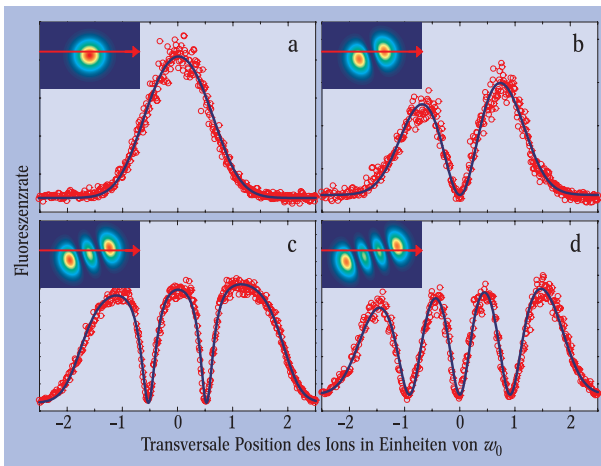 a
b
Fluoreszenzrate
c
d
–2 –1 0 1 2
–2 –1 0 1 2
Transversale Position des Ions in Einheiten von w0